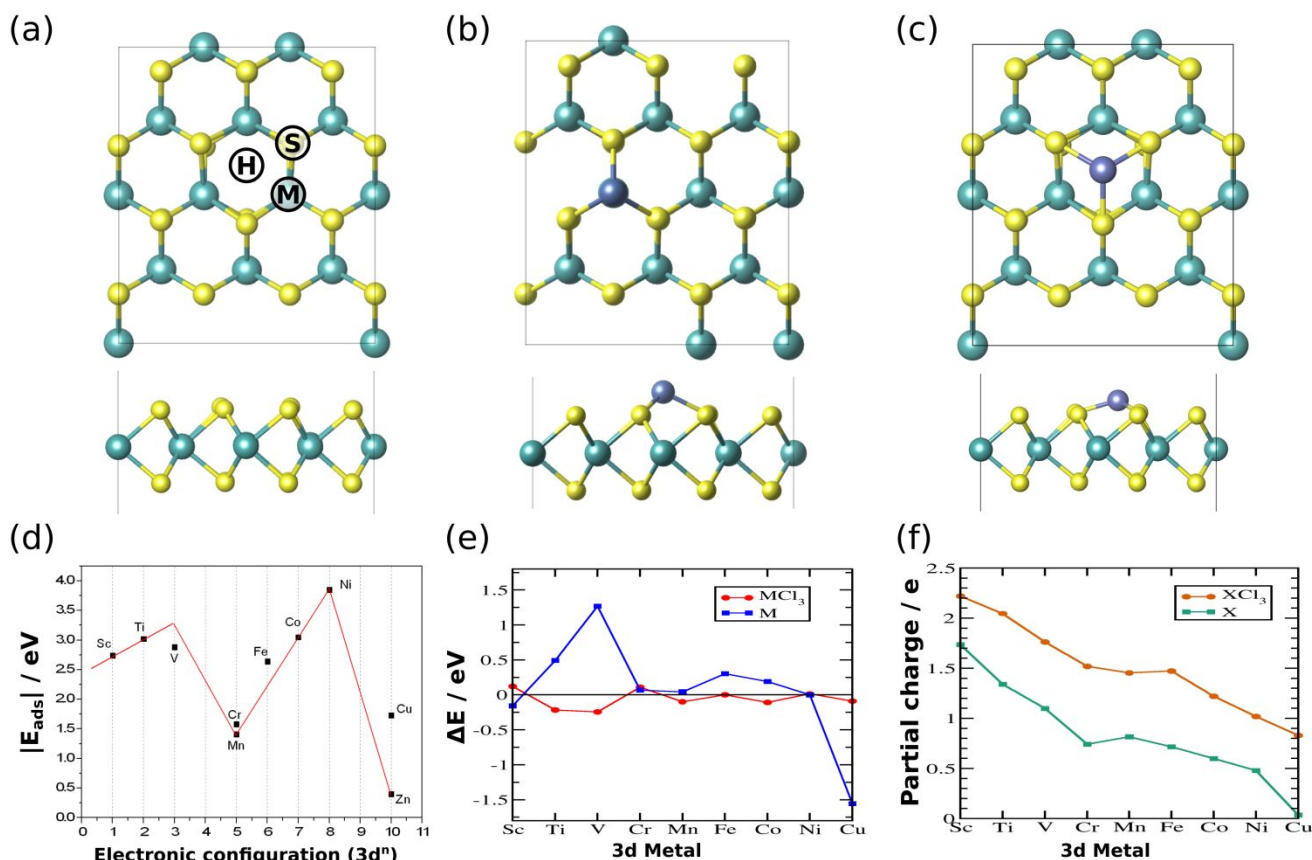 (a)
(b)
(c)
H
S
M
(d)
(e)
(f)
|E_ads| / eV
4.0
3.5
3.0
2.5
2.0
1.5
1.0
0.5
0.0
Sc
Ti
V
Cr
Mn
Fe
Co
Ni
Cu
Zn
0 1 2 3 4 5 6 7 8 9 10 11
Electronic configuration (3dⁿ)
ΔE / eV
1.5
1
0.5
0
-0.5
-1
-1.5
MCl₃
M
Sc Ti V Cr Mn Fe Co Ni Cu
3d Metal
Partial charge / e
2.5
2
1.5
1
0.5
0
XCl₃
X
Sc Ti V Cr Mn Fe Co Ni Cu
3d Metal